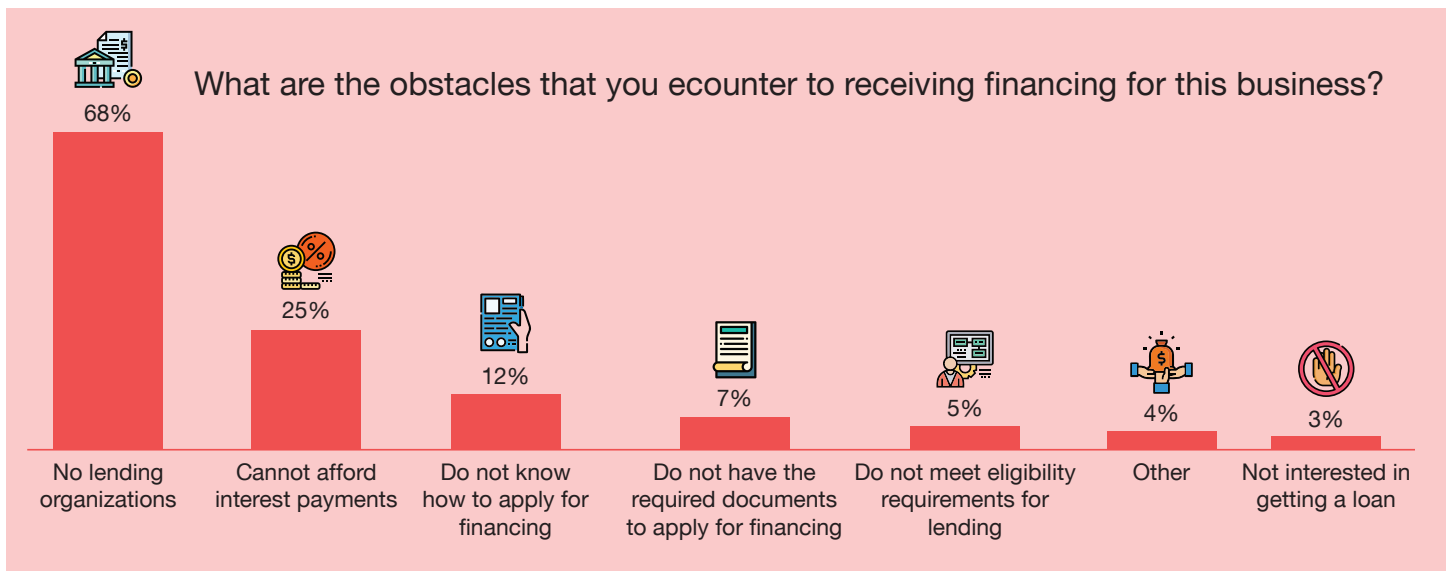 What are the obstacles that you ecounter to receiving financing for this business?
68%
25%
12%
7%
5%
4%
3%
No lending
organizations
Cannot afford
interest payments
Do not know
how to apply for
financing
Do not have the
required documents
to apply for financing
Do not meet eligibility
requirements for
lending
Other
Not interested in
getting a loan